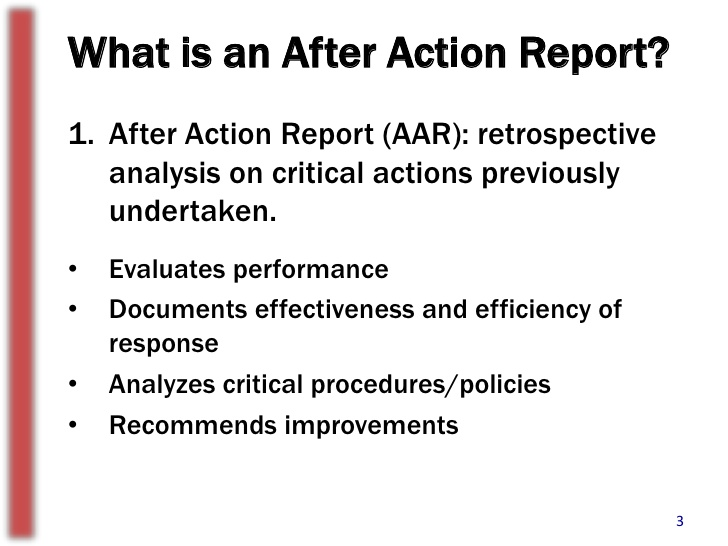 What is an After Action Report?
1. After Action Report (AAR): retrospective
analysis on critical actions previously
undertaken.
• Evaluates performance
• Documents effectiveness and efficiency of
response
• Analyzes critical procedures/policies
• Recommends improvements
3